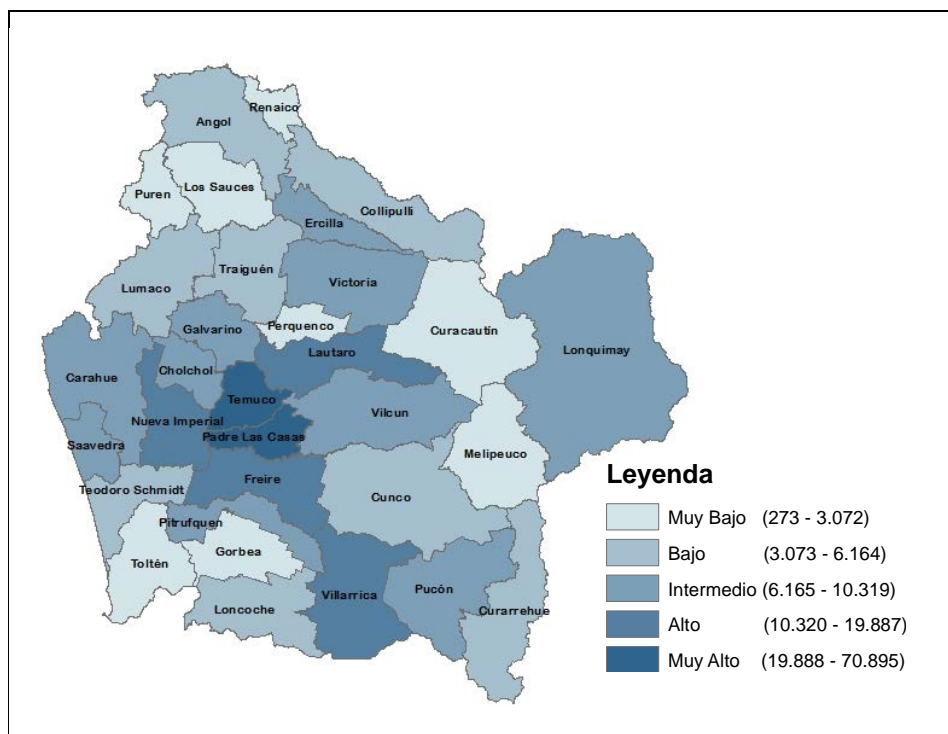 Renaico
Angol
Puren
Los Sauces
Collipulli
Ercilla
Traiguén
Lumaco
Victoria
Perquenco
Curacautín
Galvarino
Lautaro
Lonquimay
Carahue
Cholchol
Temuco
Vilcun
Nueva Imperial
Padre Las Casas
Saavedra
Melipeuco
Freire
Teodoro Schmidt
Cunco
Pitrufquen
Gorbea
Toltén
Villarrica
Pucón
Loncoche
Curarrehue
Leyenda
Muy Bajo (273 - 3.072)
Bajo (3.073 - 6.164)
Intermedio (6.165 - 10.319)
Alto (10.320 - 19.887)
Muy Alto (19.888 - 70.895)